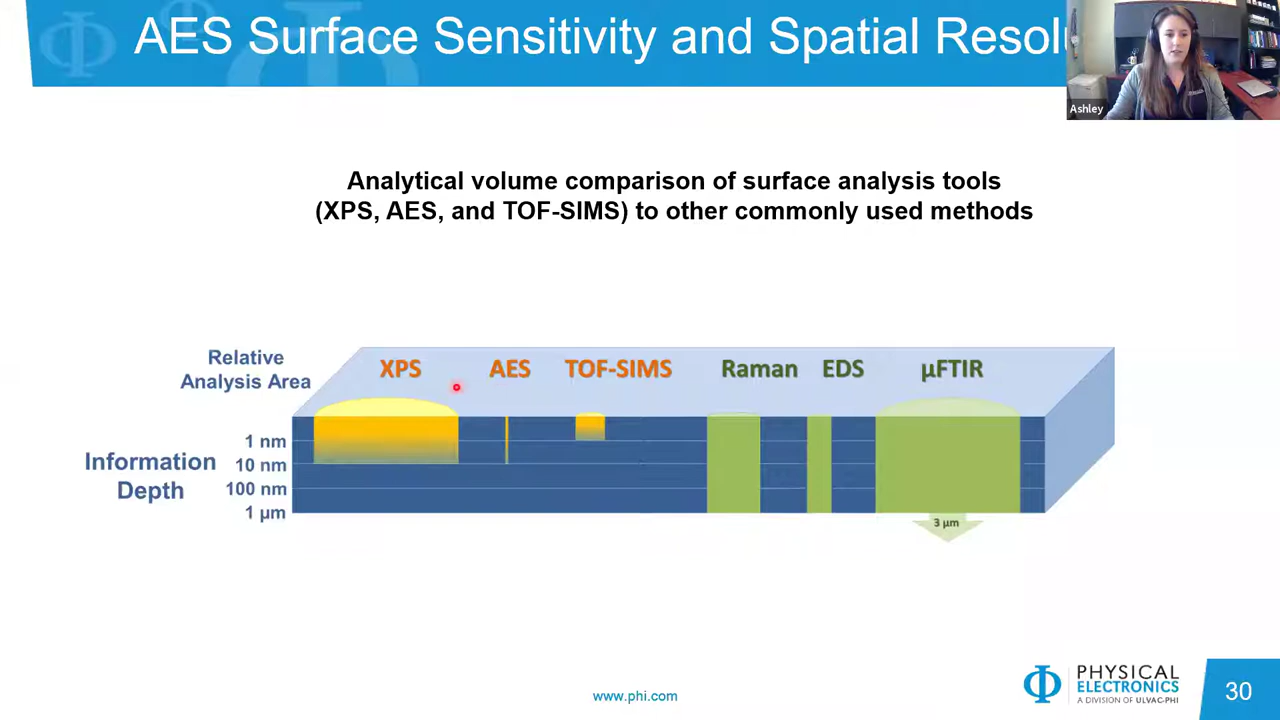 AES Surface Sensitivity and Spatial Resolu
Ashley
Analytical volume comparison of surface analysis tools
(XPS, AES, and TOF-SIMS) to other commonly used methods
Relative
Analysis Area
XPS
AES
TOF-SIMS
Raman
EDS
µFTIR
Information
Depth
1 nm
10 nm
100 nm
1 µm
3 µm
www.phi.com
PHYSICAL
ELECTRONICS
A DIVISION OF ULVAC-PHI
30